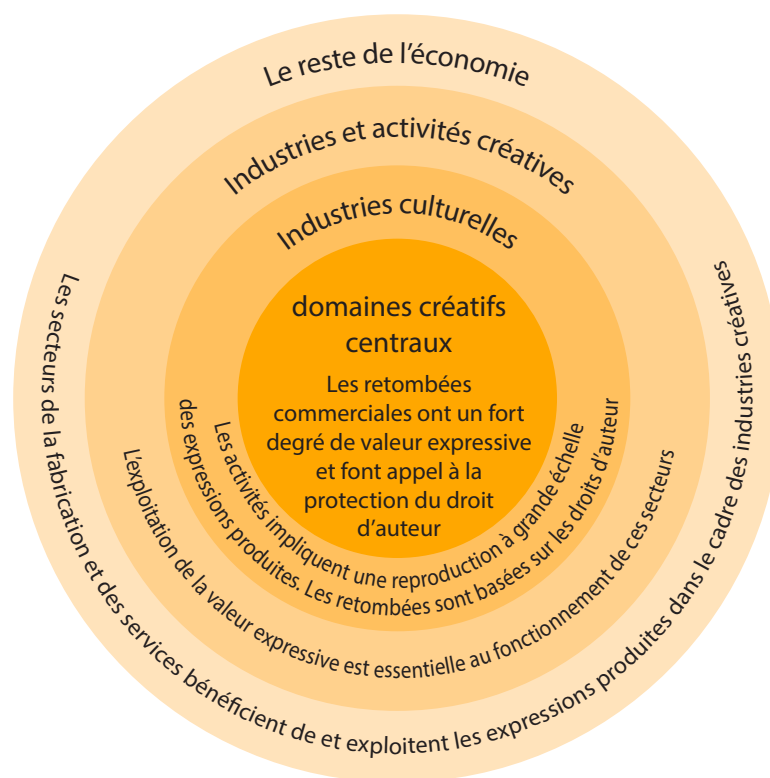 Le reste de l'économie
Industries et activités créatives
Industries culturelles
domaines créatifs
centraux
Les retombées
commerciales ont un fort
degré de valeur expressive
et font appel à la
protection du droit
d'auteur
Les activités impliquent une reproduction à grande échelle
des expressions produites. Les retombées sont basées sur les droits d'auteur
L'exploitation de la valeur expressive est essentielle au fonctionnement de ces secteurs
Les secteurs de la fabrication et des services bénéficient de et exploitent les expressions produites dans le cadre des industries créatives